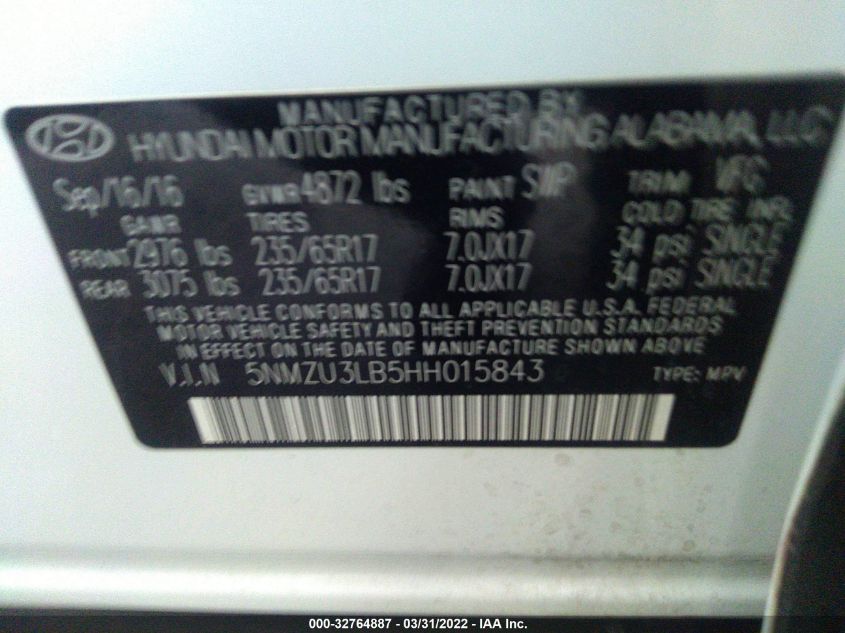 MANUFACTURED BY
HYUNDAI MOTOR MANUFACTURING ALABAMA, LLC
Sep/16/16 GVWR 4872 lbs PAINT SWP TRIM VFG
GAWR TIRES RIMS COLD TIRE INFL
FRONT 2976 lbs 235/65R17 7.0JX17 34 psi SINGLE
REAR 3075 lbs 235/65R17 7.0JX17 34 psi SINGLE
THIS VEHICLE CONFORMS TO ALL APPLICABLE U.S.A. FEDERAL
MOTOR VEHICLE SAFETY AND THEFT PREVENTION STANDARDS
IN EFFECT ON THE DATE OF MANUFACTURE SHOWN ABOVE
V.I.N 5NMZU3LB5HH015843 TYPE: MPV
000-32764887 - 03/31/2022 - IAA Inc.